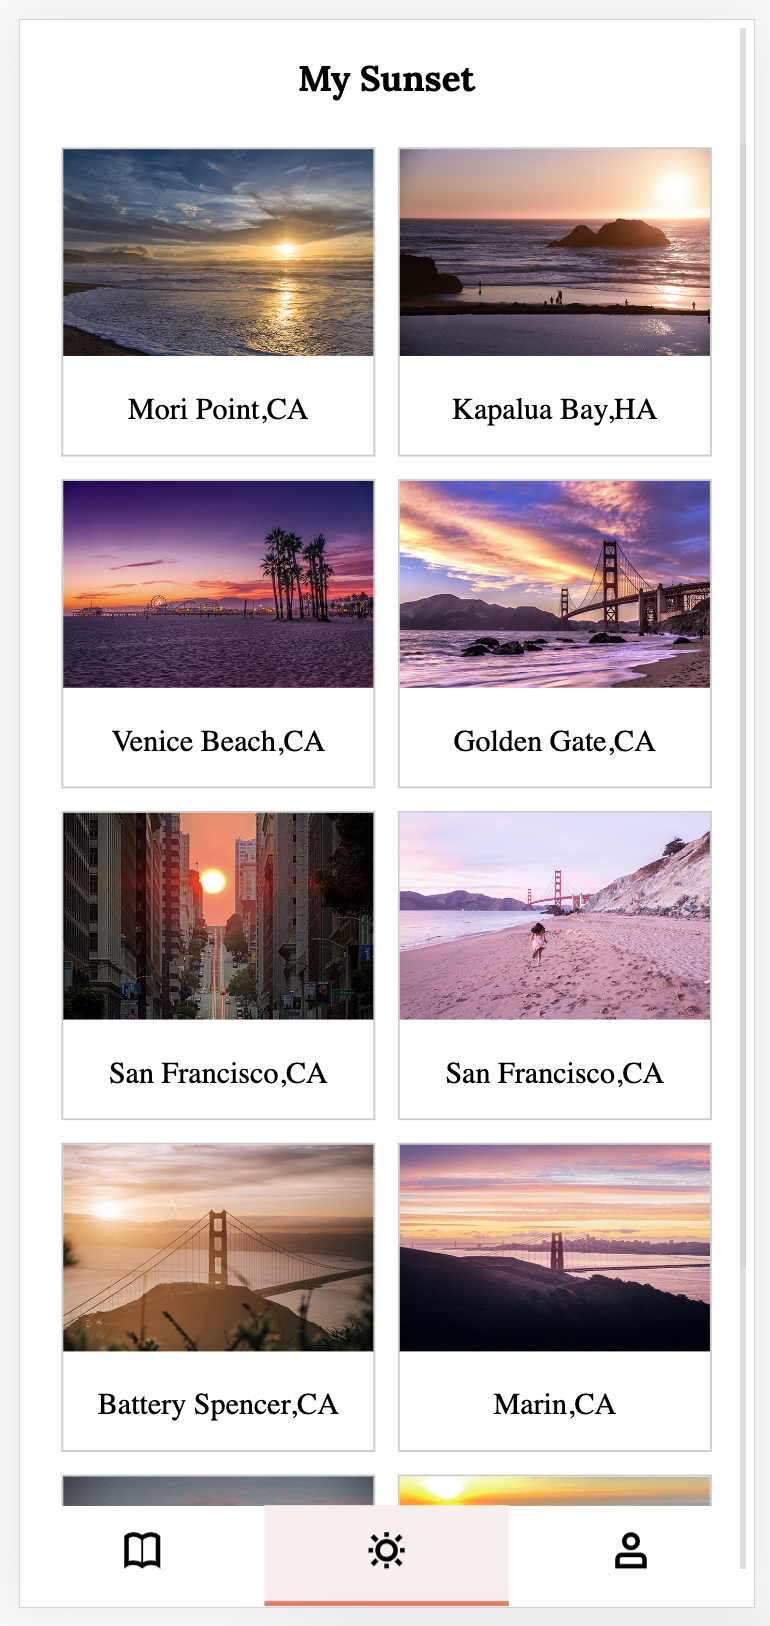 My Sunset
Mori Point,CA
Kapalua Bay,HA
Venice Beach,CA
Golden Gate,CA
San Francisco,CA
San Francisco,CA
Battery Spencer,CA
Marin,CA